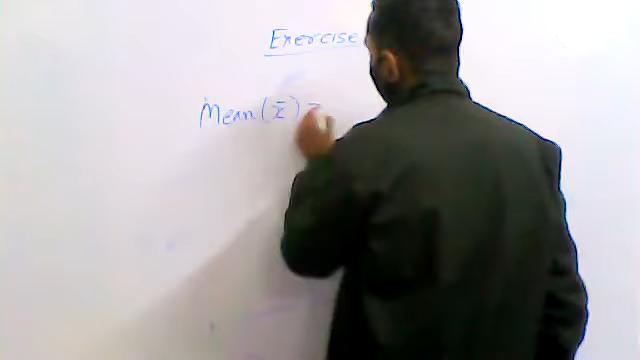 Exercise
Mean (x̄) =